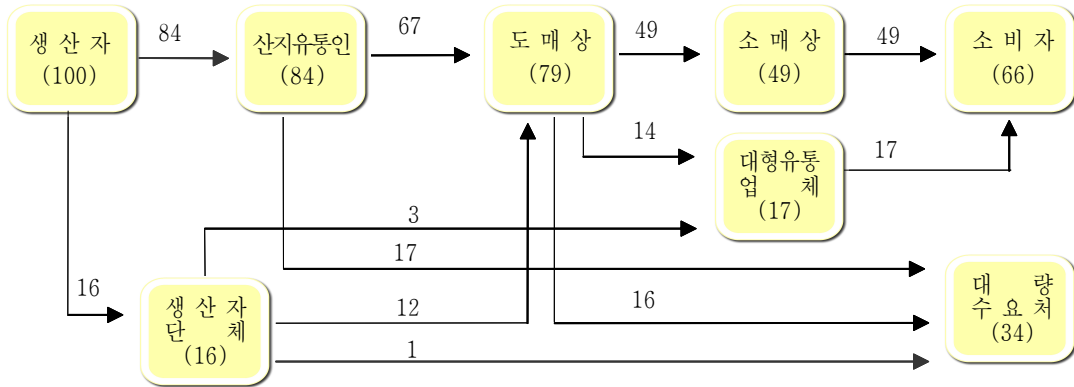 생 산 자
(100)
84
산지유통인
(84)
67
도 매 상
(79)
49
소 매 상
(49)
49
소 비 자
(66)
14
대형유통
업 체
(17)
17
3
17
16
생 산 자
단 체
(16)
12
16
대 량
수 요 처
(34)
1